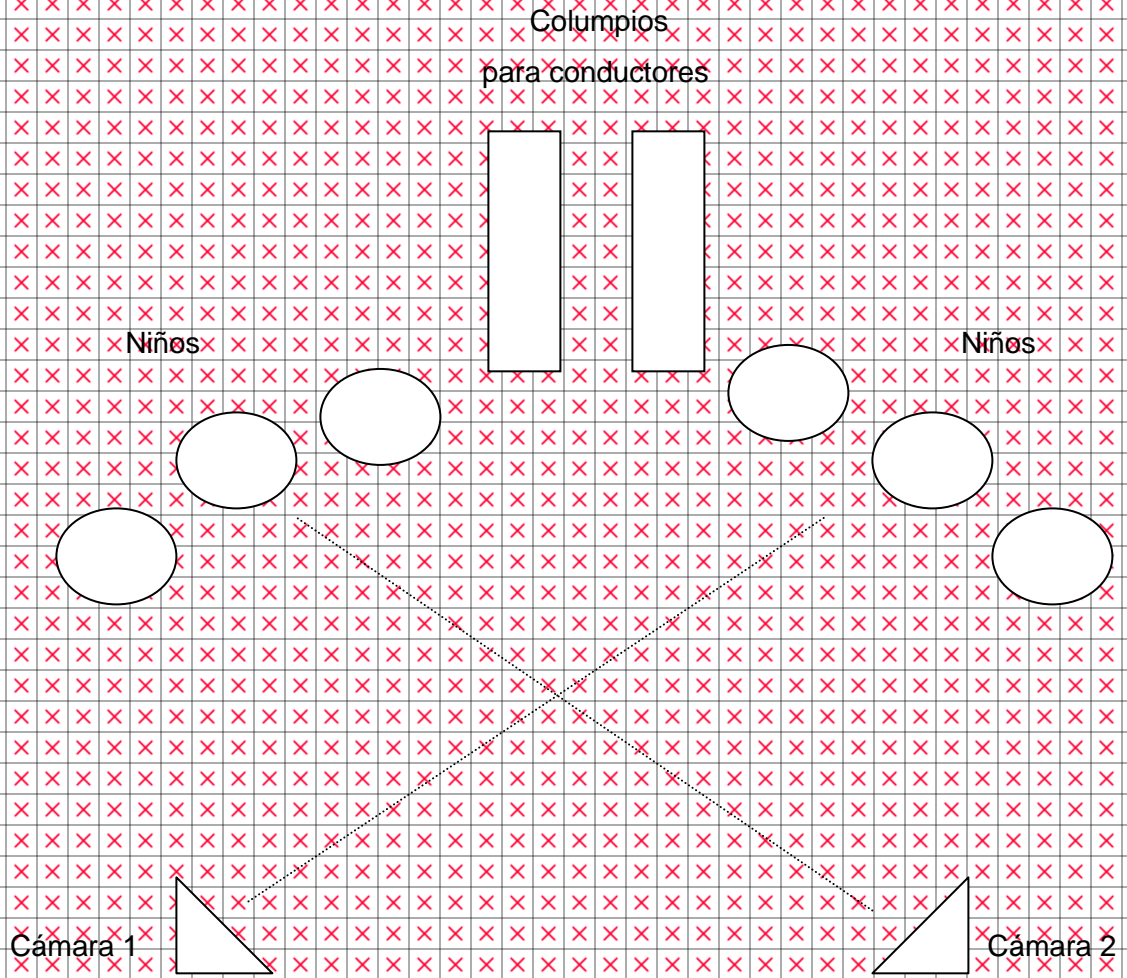 Columpios
para conductores
Niños
Niños
Cámara 1
Cámara 2